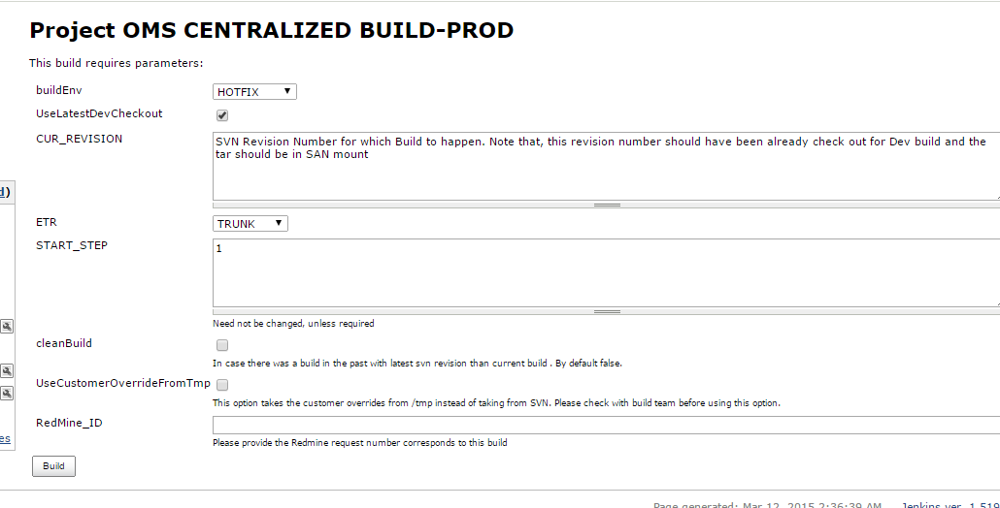 Project OMS CENTRALIZED BUILD-PROD
This build requires parameters:
buildEnv
HOTFIX
UseLatestDevCheckout
CUR_REVISION
SVN Revision Number for which Build to happen. Note that, this revision number should have been already check out for Dev build and the
tar should be in SAN mount
d)
ETR
TRUNK
START_STEP
1
Need not be changed, unless required
cleanBuild
In case there was a build in the past with latest svn revision than current build . By default false.
UseCustomerOverrideFromTmp
This option takes the customer overrides from /tmp instead of taking from SVN. Please check with build team before using this option.
RedMine_ID
es
Please provide the Redmine request number corresponds to this build
Build
Page generated: Mar 12, 2015 2:36:39 AM Jenkins ver. 1.519